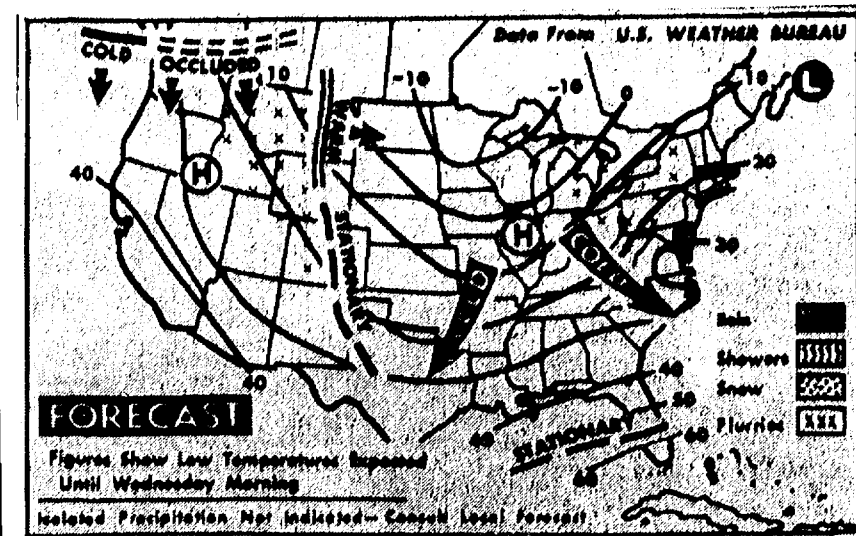 Data From U.S. WEATHER BUREAU
COLD
OCCLUDED
10
-10
-10
0
10
L
WARM
40
H
20
H
STATIONARY
COLD
COLD
30
Rain
Showers
Snow
Flurries
40
40
50
40
60
STATIONARY
60
FORECAST
Figures Show Low Temperatures Expected
Until Wednesday Morning
Isolated Precipitation Not Indicated—Consult Local Forecast